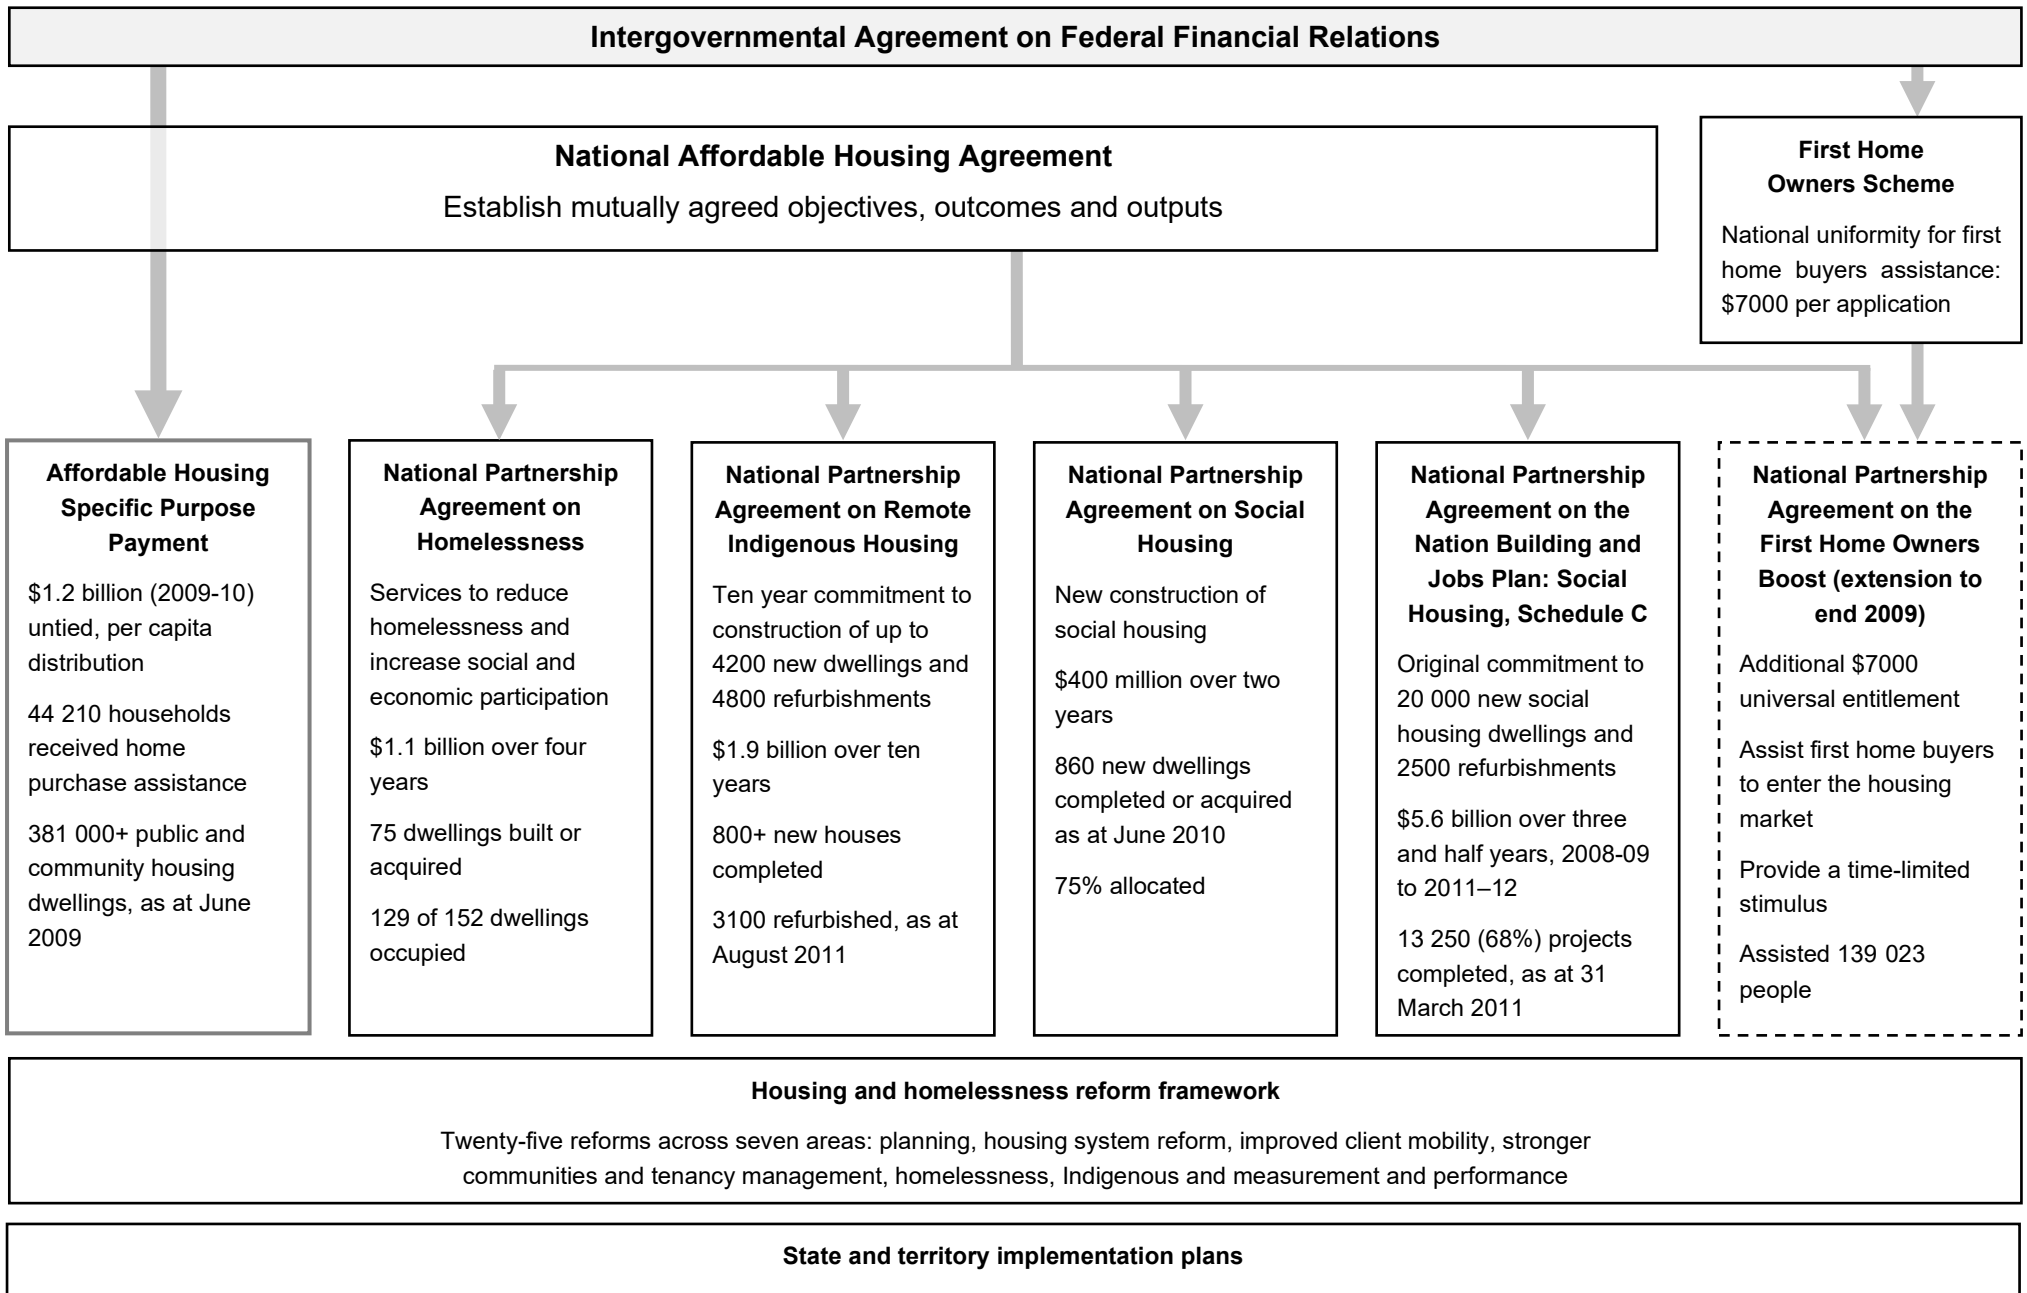 Intergovernmental Agreement on Federal Financial Relations
National Affordable Housing Agreement
Establish mutually agreed objectives, outcomes and outputs
First Home
Owners Scheme
National uniformity for first
home buyers assistance:
$7000 per application
Affordable Housing
Specific Purpose
Payment
$1.2 billion (2009-10)
untied, per capita
distribution
44 210 households
received home
purchase assistance
381 000+ public and
community housing
dwellings, as at June
2009
National Partnership
Agreement on
Homelessness
Services to reduce
homelessness and
increase social and
economic participation
$1.1 billion over four
years
75 dwellings built or
acquired
129 of 152 dwellings
occupied
National Partnership
Agreement on Remote
Indigenous Housing
Ten year commitment to
construction of up to
4200 new dwellings and
4800 refurbishments
$1.9 billion over ten
years
800+ new houses
completed
3100 refurbished, as at
August 2011
National Partnership
Agreement on Social
Housing
New construction of
social housing
$400 million over two
years
860 new dwellings
completed or acquired
as at June 2010
75% allocated
National Partnership
Agreement on the
Nation Building and
Jobs Plan: Social
Housing, Schedule C
Original commitment to
20 000 new social
housing dwellings and
2500 refurbishments
$5.6 billion over three
and half years, 2008-09
to 2011–12
13 250 (68%) projects
completed, as at 31
March 2011
National Partnership
Agreement on the
First Home Owners
Boost (extension to
end 2009)
Additional $7000
universal entitlement
Assist first home buyers
to enter the housing
market
Provide a time-limited
stimulus
Assisted 139 023
people
Housing and homelessness reform framework
Twenty-five reforms across seven areas: planning, housing system reform, improved client mobility, stronger
communities and tenancy management, homelessness, Indigenous and measurement and performance
State and territory implementation plans